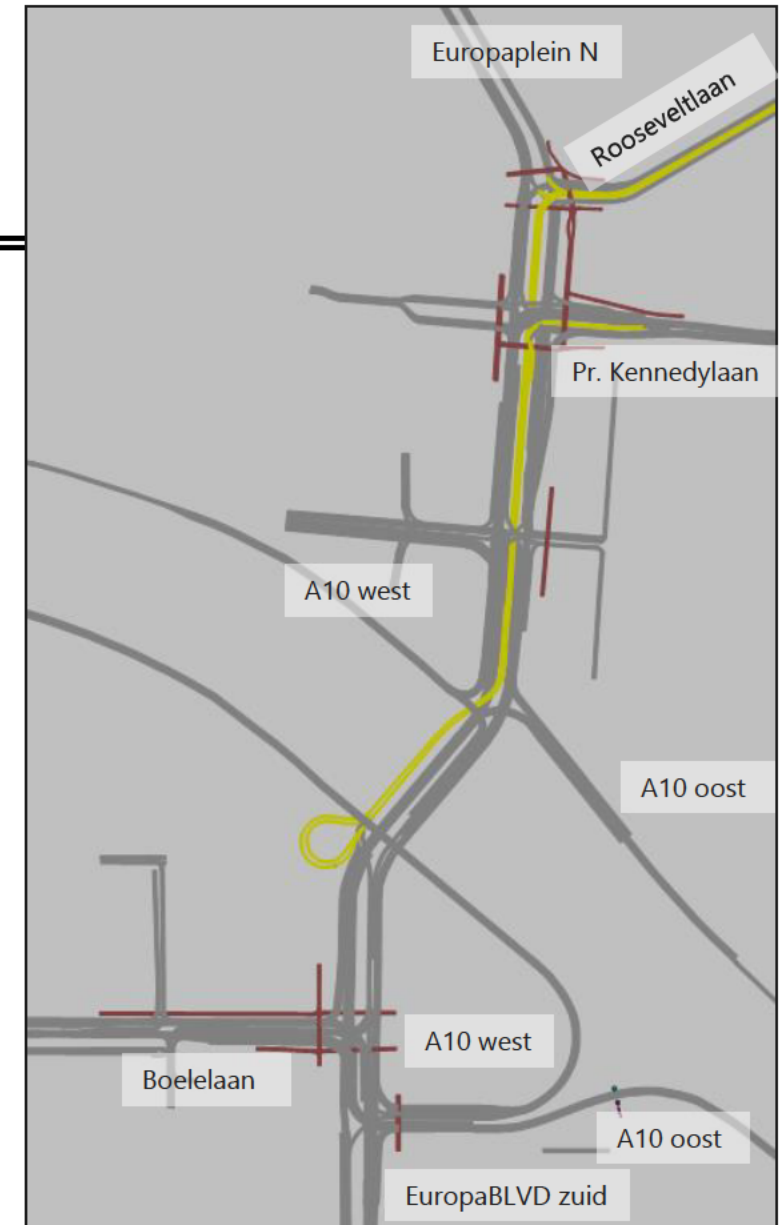 Europaplein N
Rooseveltlaan
Pr. Kennedylaan
A10 west
A10 oost
A10 west
Boelelaan
A10 oost
EuropaBLVD zuid